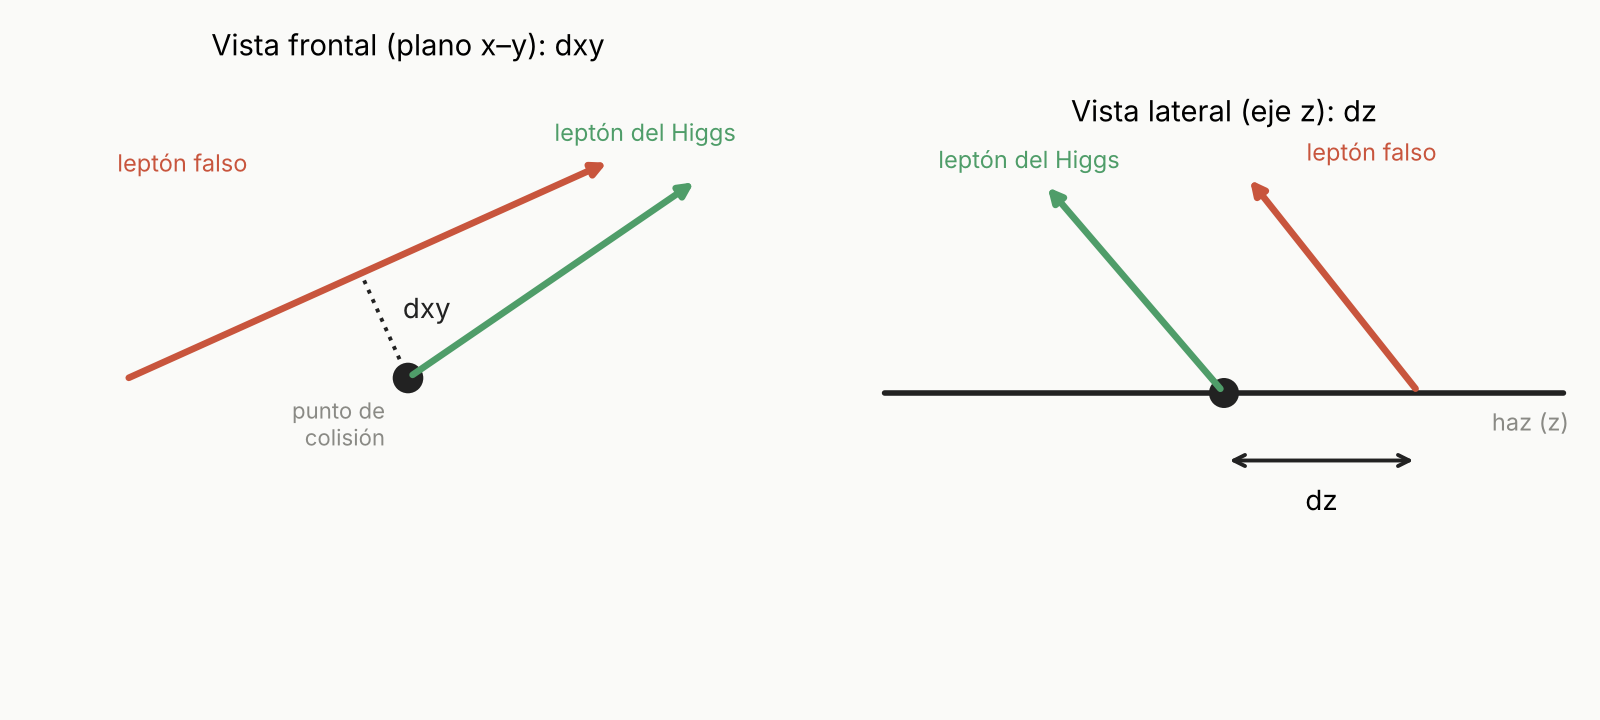 Vista frontal (plano x–y): dxy
leptón del Higgs
leptón falso
dxy
punto de
colisión
Vista lateral (eje z): dz
leptón del Higgs
leptón falso
haz (z)
dz